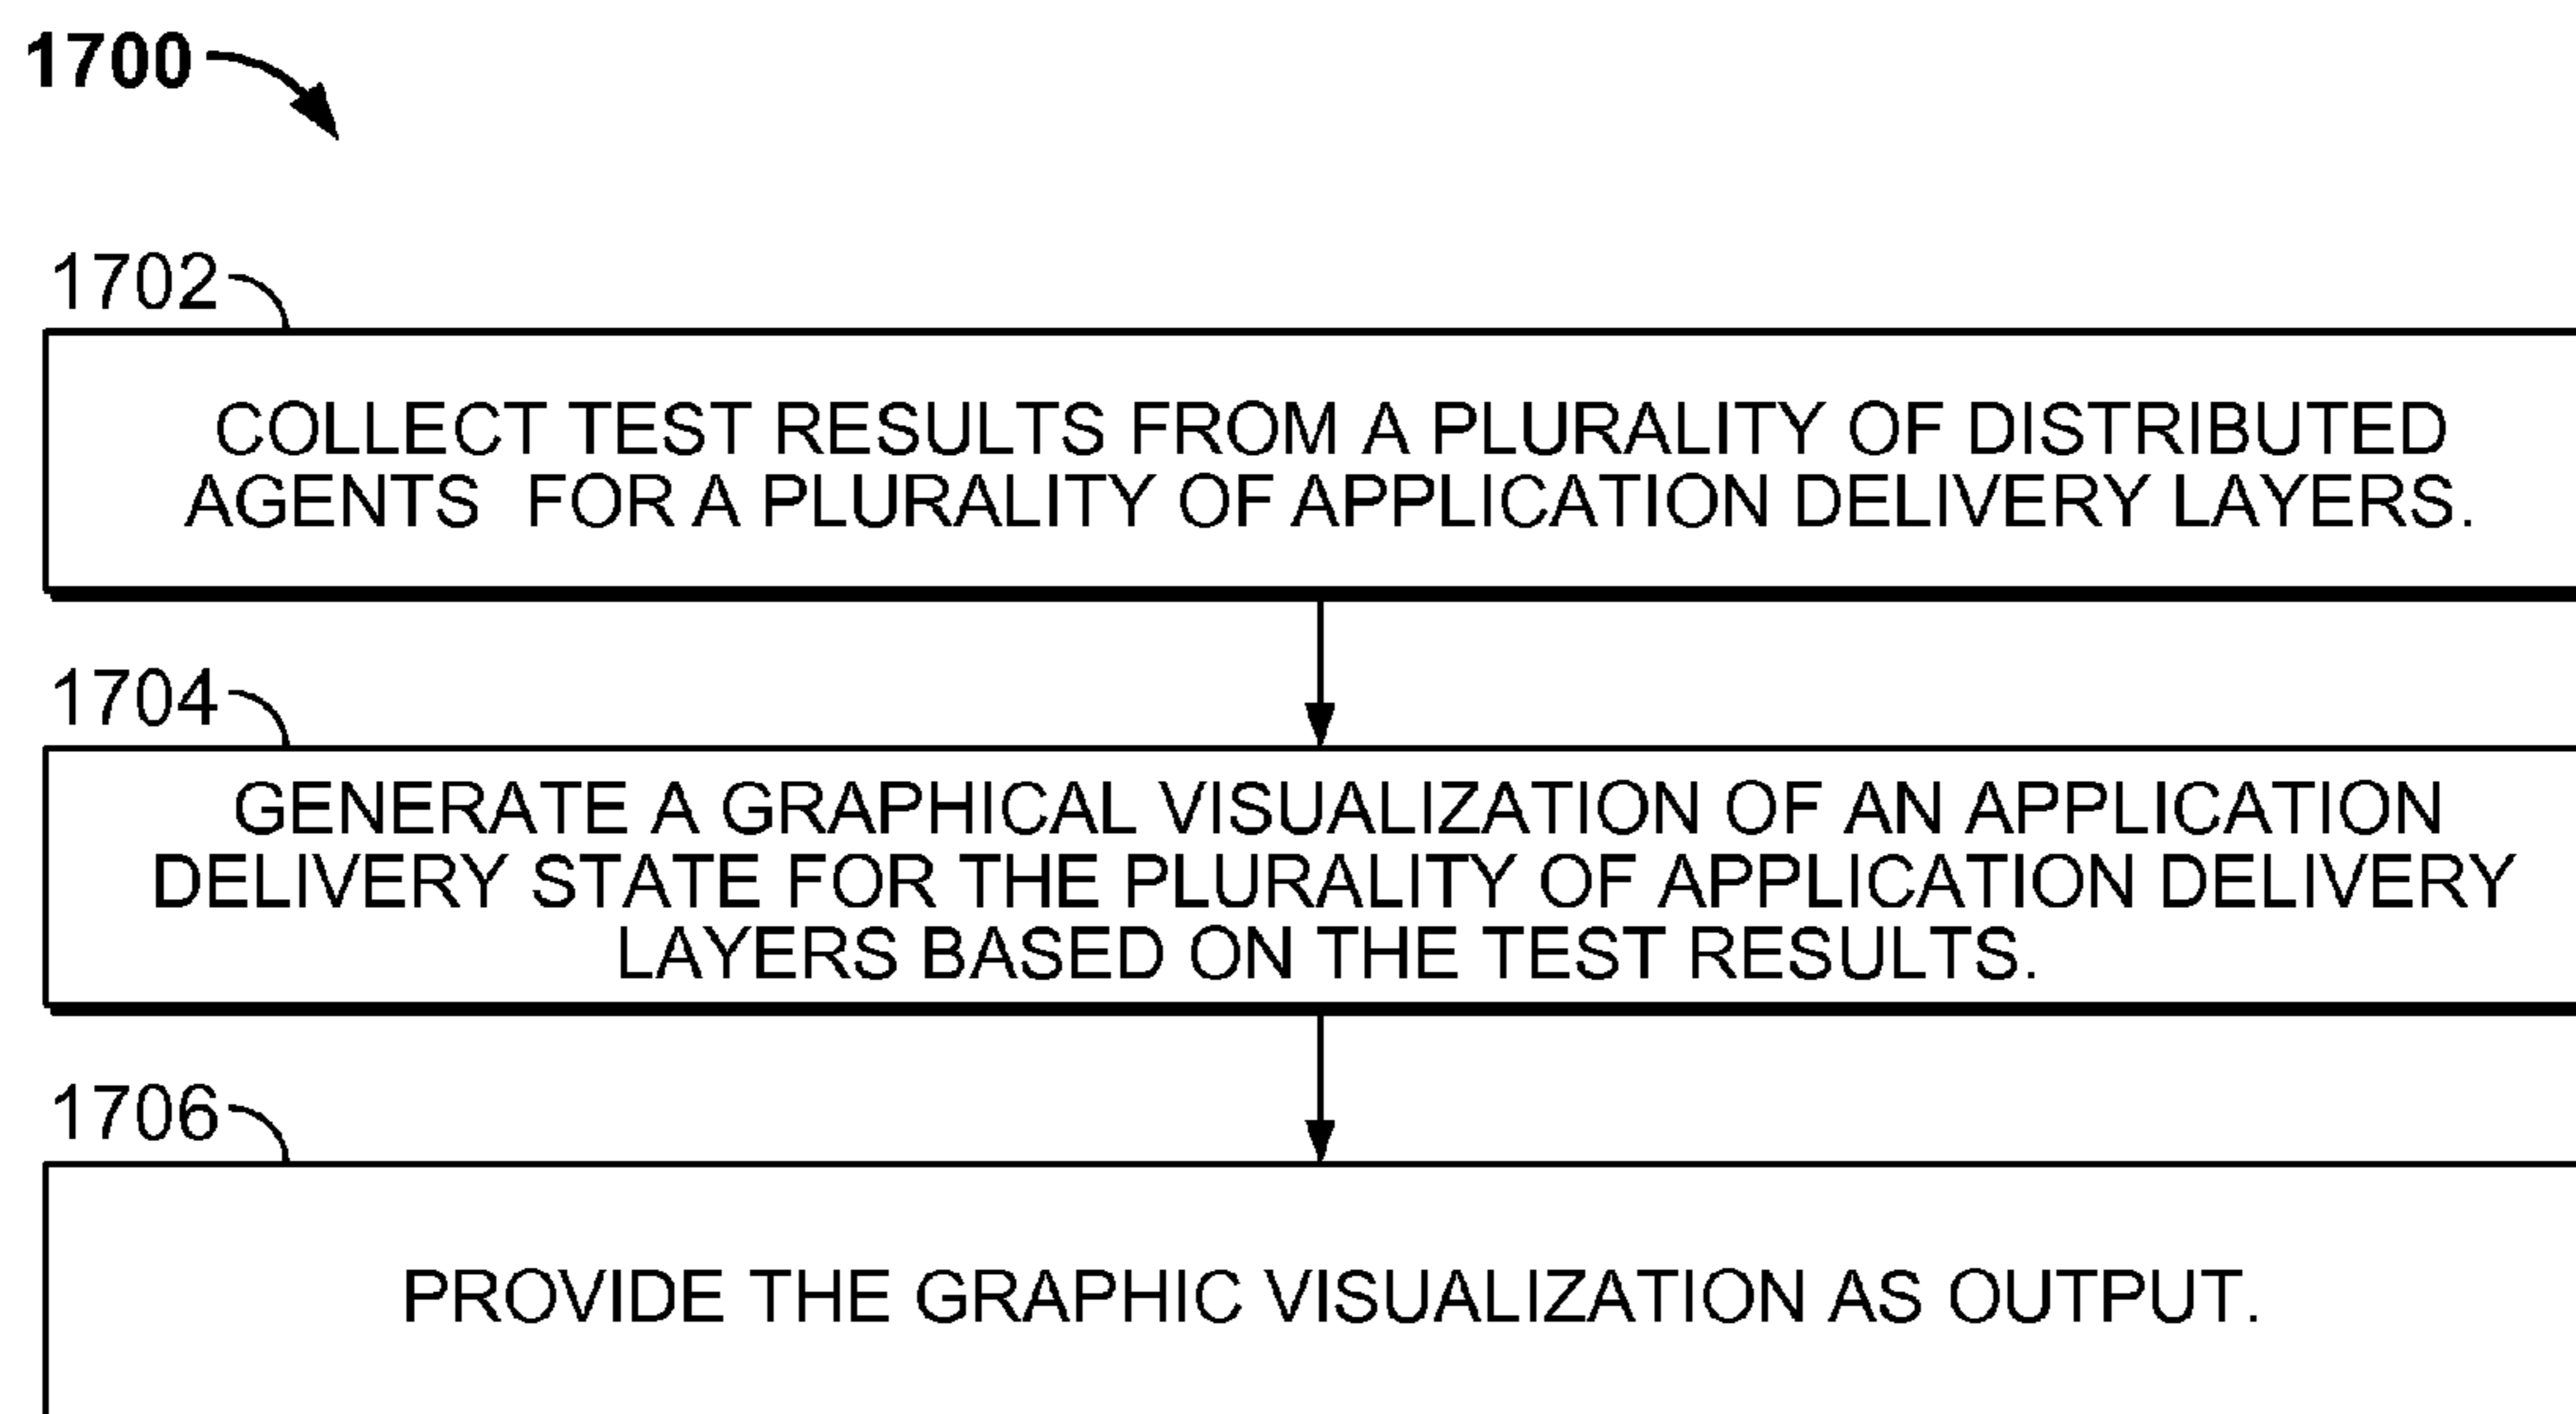 1700
1702
COLLECT TEST RESULTS FROM A PLURALITY OF DISTRIBUTED
AGENTS  FOR A PLURALITY OF APPLICATION DELIVERY LAYERS.
1704
GENERATE A GRAPHICAL VISUALIZATION OF AN APPLICATION
DELIVERY STATE FOR THE PLURALITY OF APPLICATION DELIVERY
LAYERS BASED ON THE TEST RESULTS.
1706
PROVIDE THE GRAPHIC VISUALIZATION AS OUTPUT.